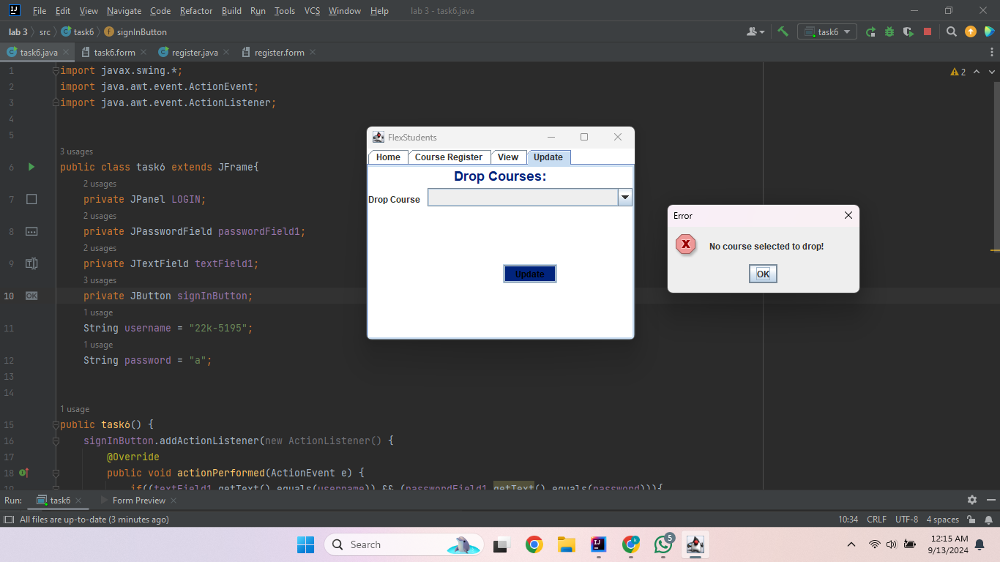 File Edit View Navigate Code Refactor Build Run Tools VCS Window Help lab 3 - task6.java
lab 3 src task6 signInButton task6
task6.java task6.form register.java register.form
1 import javax.swing.*; 2
2 import java.awt.event.ActionEvent;
3 import java.awt.event.ActionListener;
4
5
3 usages
6 public class task6 extends JFrame{
2 usages
7 private JPanel LOGIN;
2 usages
8 private JPasswordField passwordField1;
2 usages
9 private JTextField textField1;
3 usages
10 private JButton signInButton;
1 usage
11 String username = "22k-5195";
1 usage
12 String password = "a";
13
14
1 usage
15 public task6() {
16 signInButton.addActionListener(new ActionListener() {
17 @Override
18 public void actionPerformed(ActionEvent e) {
19 if((textField1.getText().equals(username)) && (passwordField1.getText().equals(password))){
FlexStudents
Home Course Register View Update
Drop Courses:
Drop Course
Update
Error
No course selected to drop!
OK
Run: task6 Form Preview
All files are up-to-date (3 minutes ago) 10:34 CRLF UTF-8 4 spaces
Search 5 12:15 AM
9/13/2024